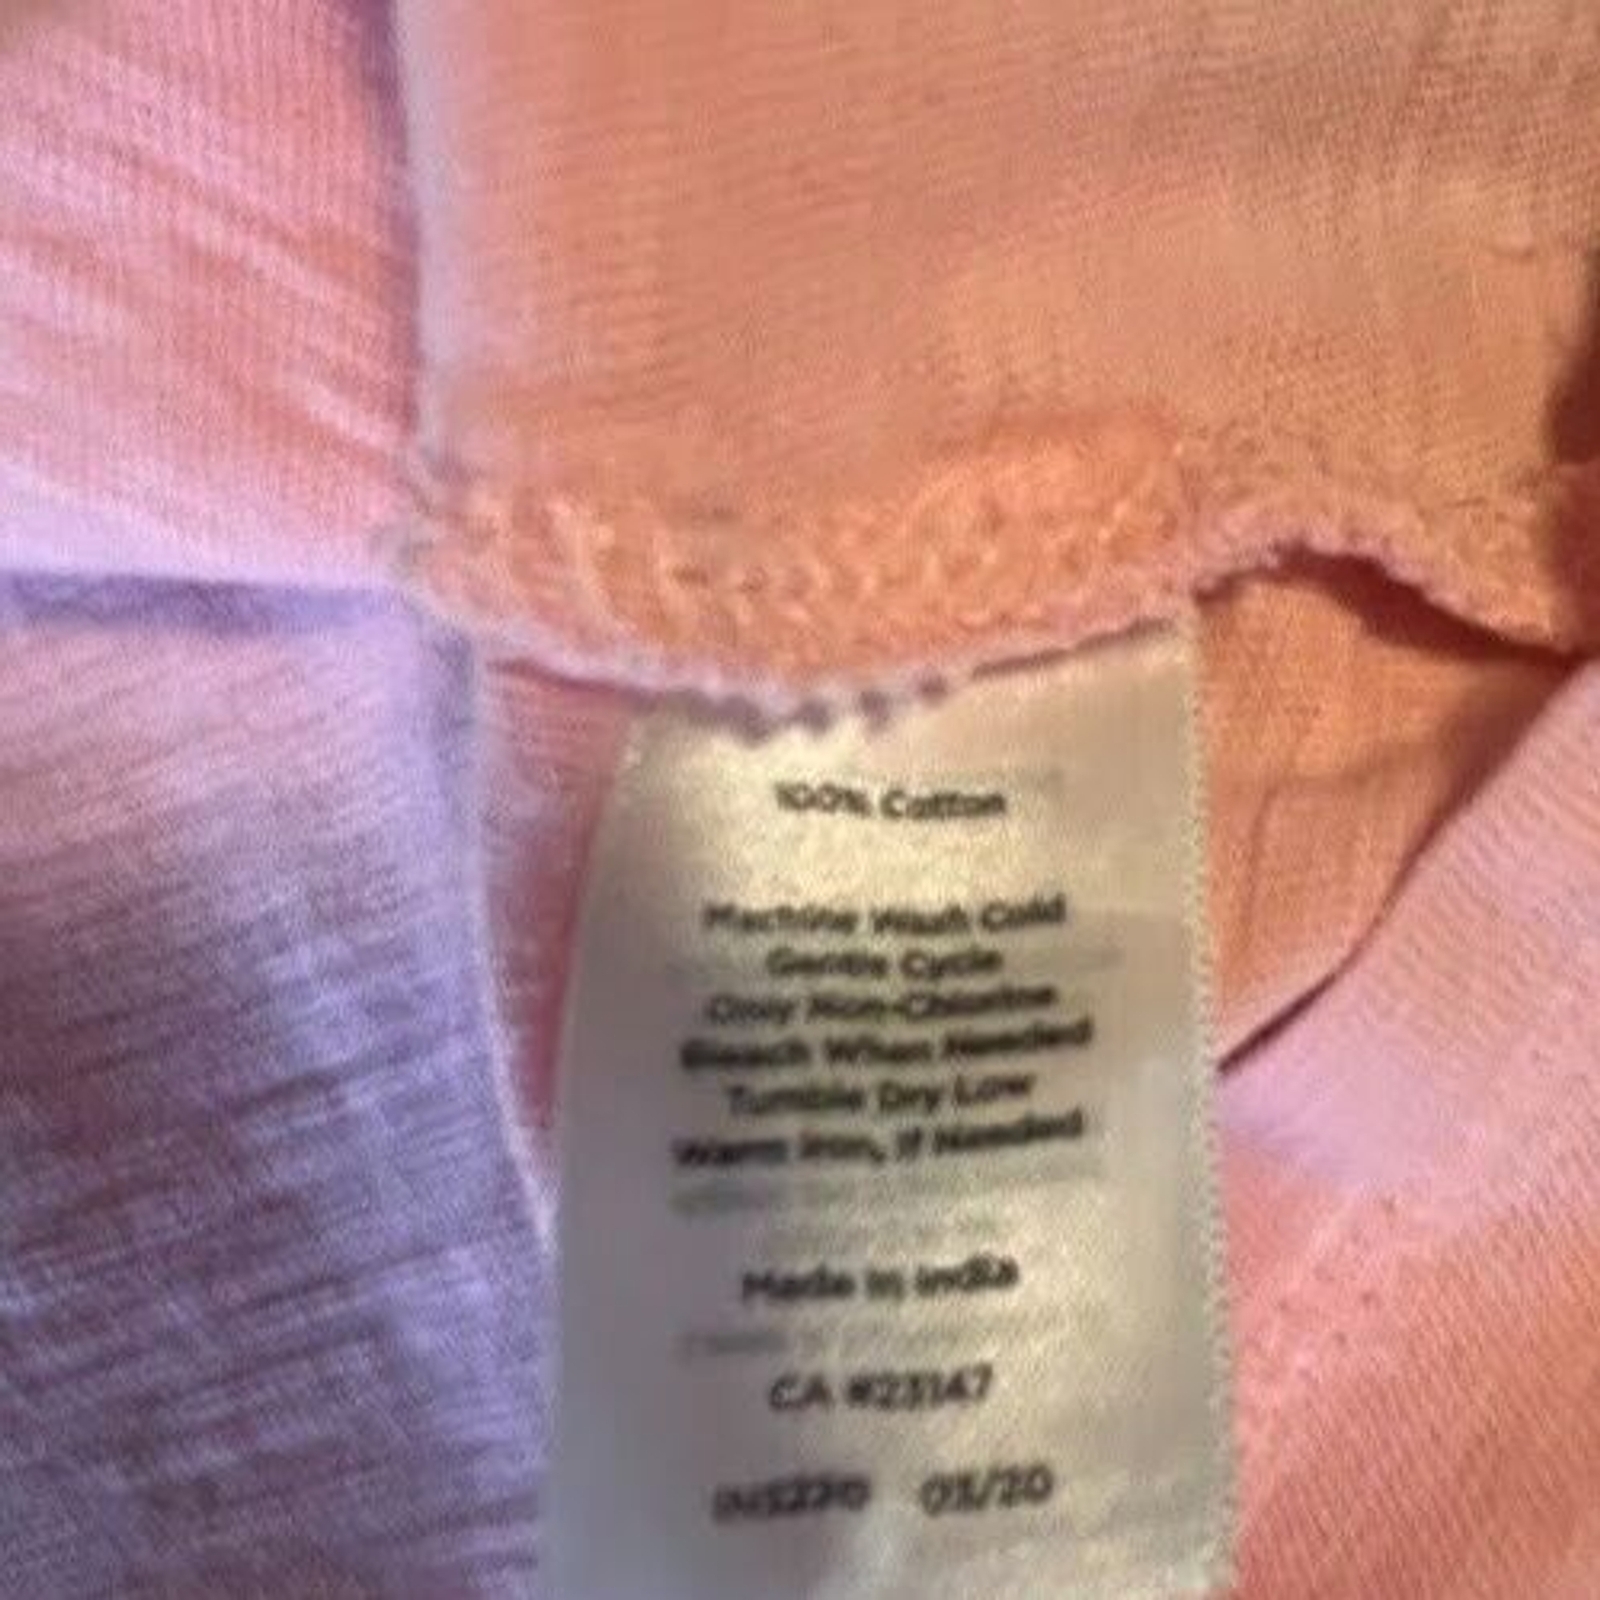 100% Cotton
Machine Wash Cold
Gentle Cycle
Only Non-Chlorine
Bleach When Needed
Tumble Dry Low
Warm Iron, If Needed
Made in India
CA #23147
03/20